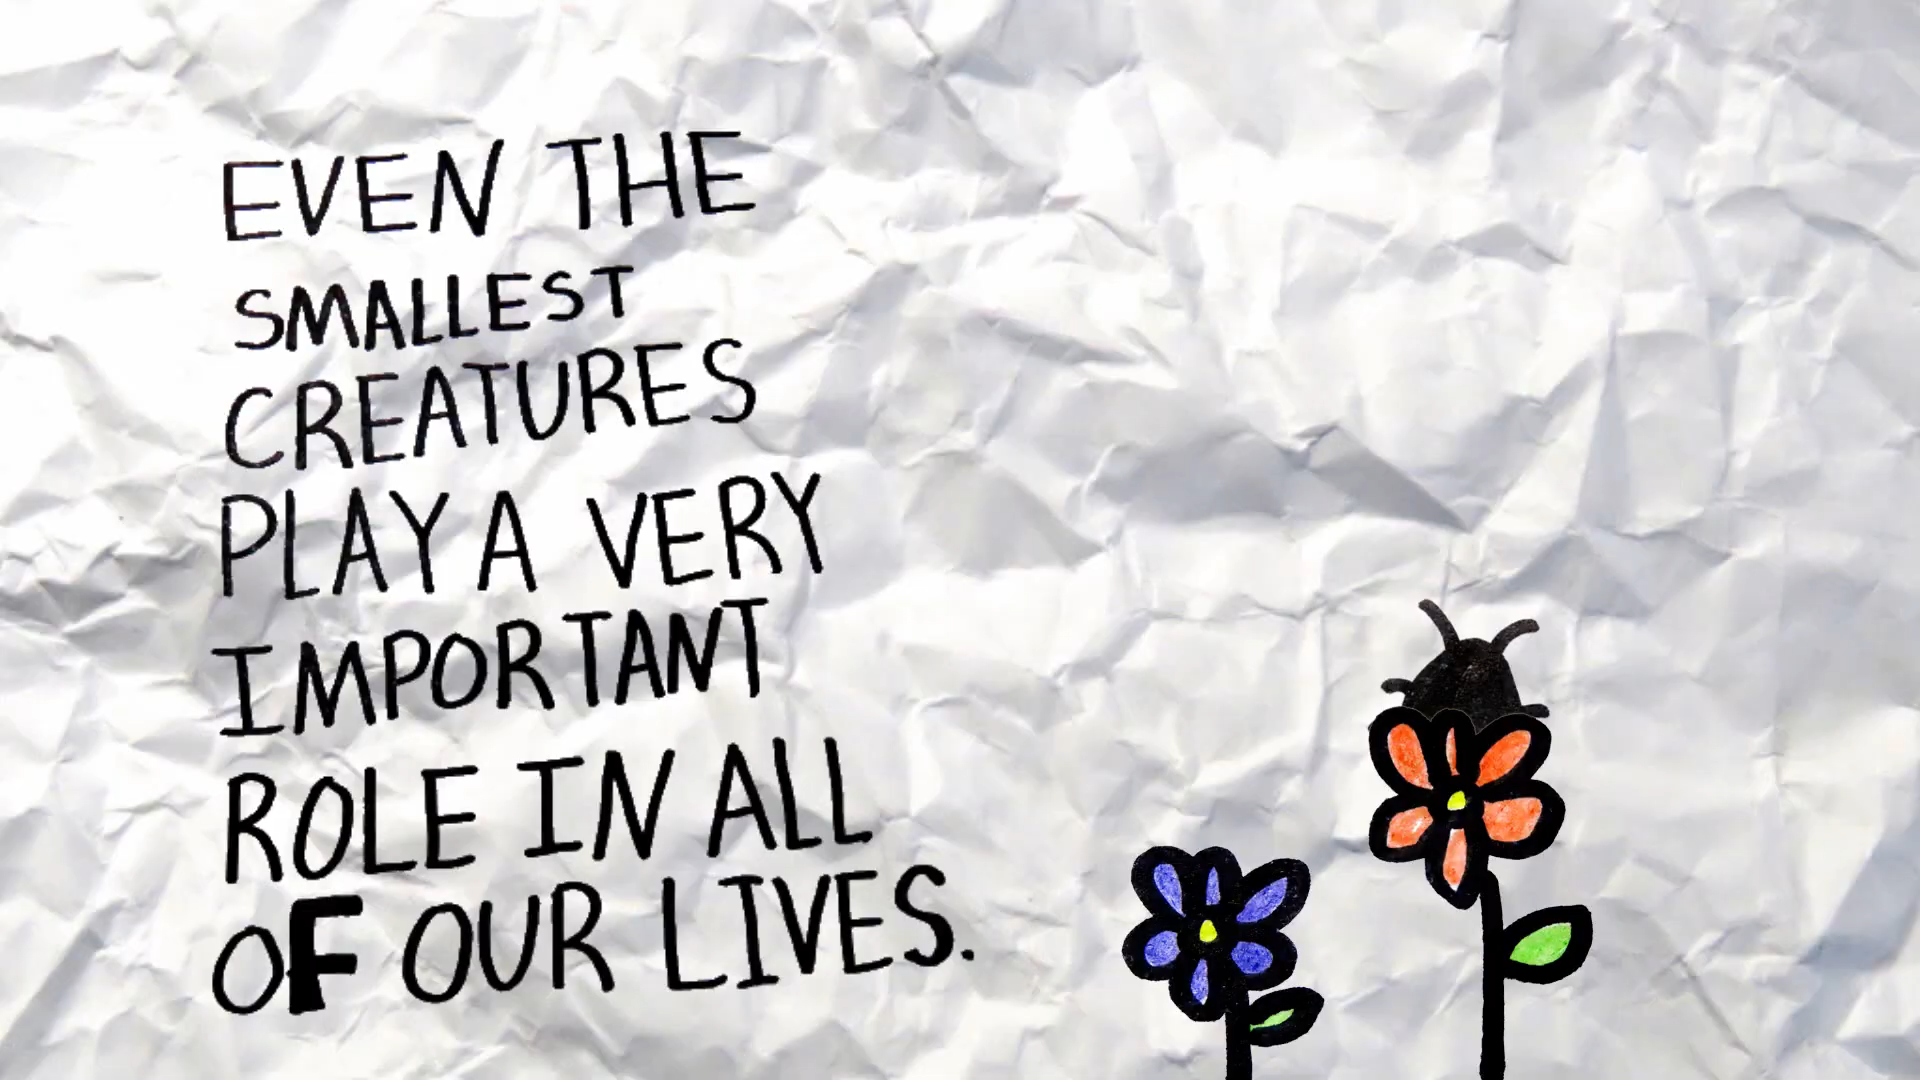 EVEN THE
SMALLEST
CREATURES
PLAY A VERY
IMPORTANT
ROLE IN ALL
OF OUR LIVES.